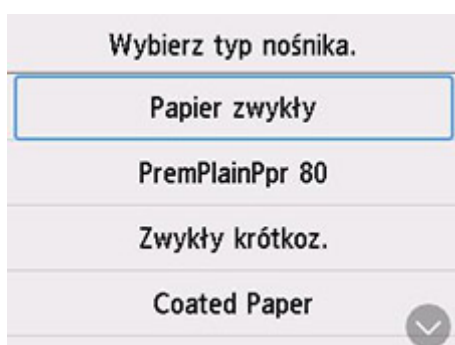 Wybierz typ nośnika.
Papier zwykły
PremPlainPpr 80
Zwykły krótkoz.
Coated Paper